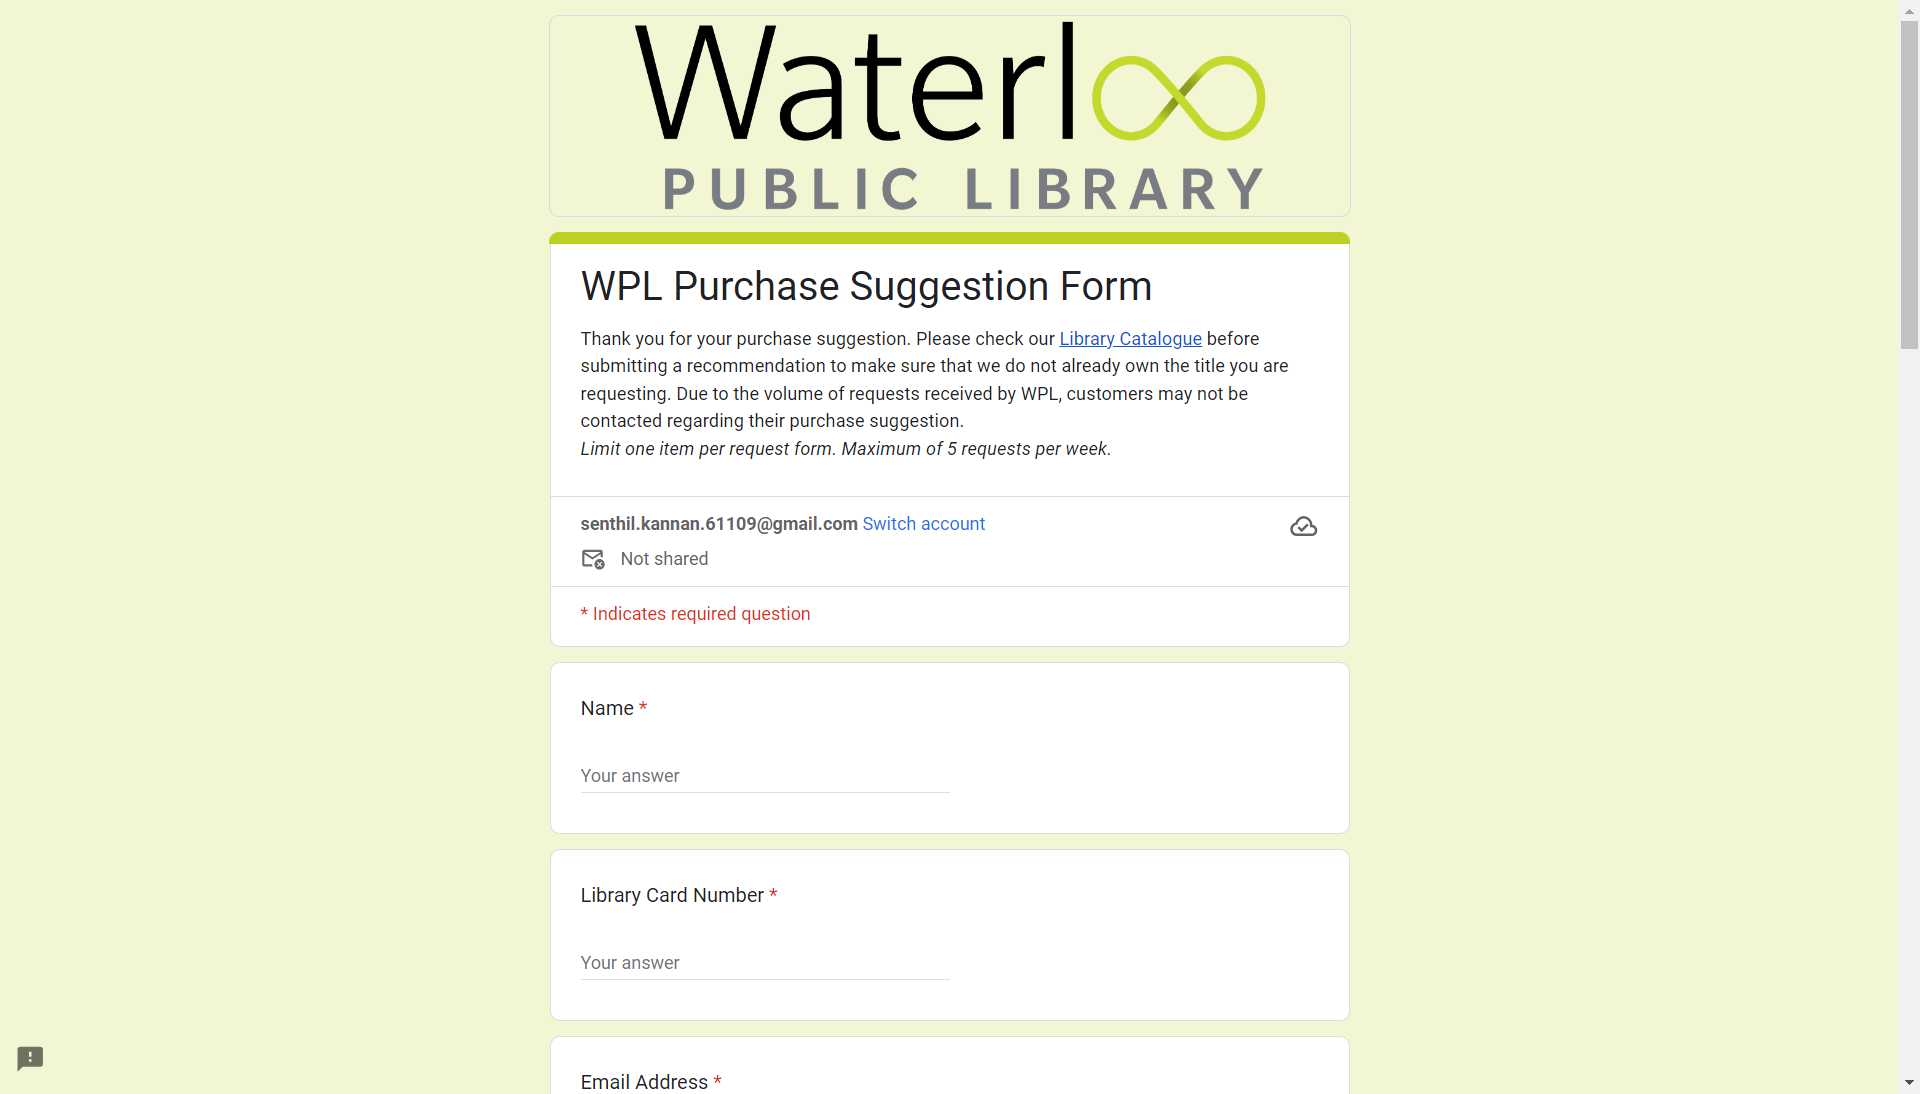 Waterloo
PUBLIC LIBRARY
WPL Purchase Suggestion Form
Thank you for your purchase suggestion. Please check our Library Catalogue before
submitting a recommendation to make sure that we do not already own the title you are
requesting. Due to the volume of requests received by WPL, customers may not be
contacted regarding their purchase suggestion.
Limit one item per request form. Maximum of 5 requests per week.
senthil.kannan.61109@gmail.com Switch account
Not shared
* Indicates required question
Name *
Your answer
Library Card Number *
Your answer
Email Address *